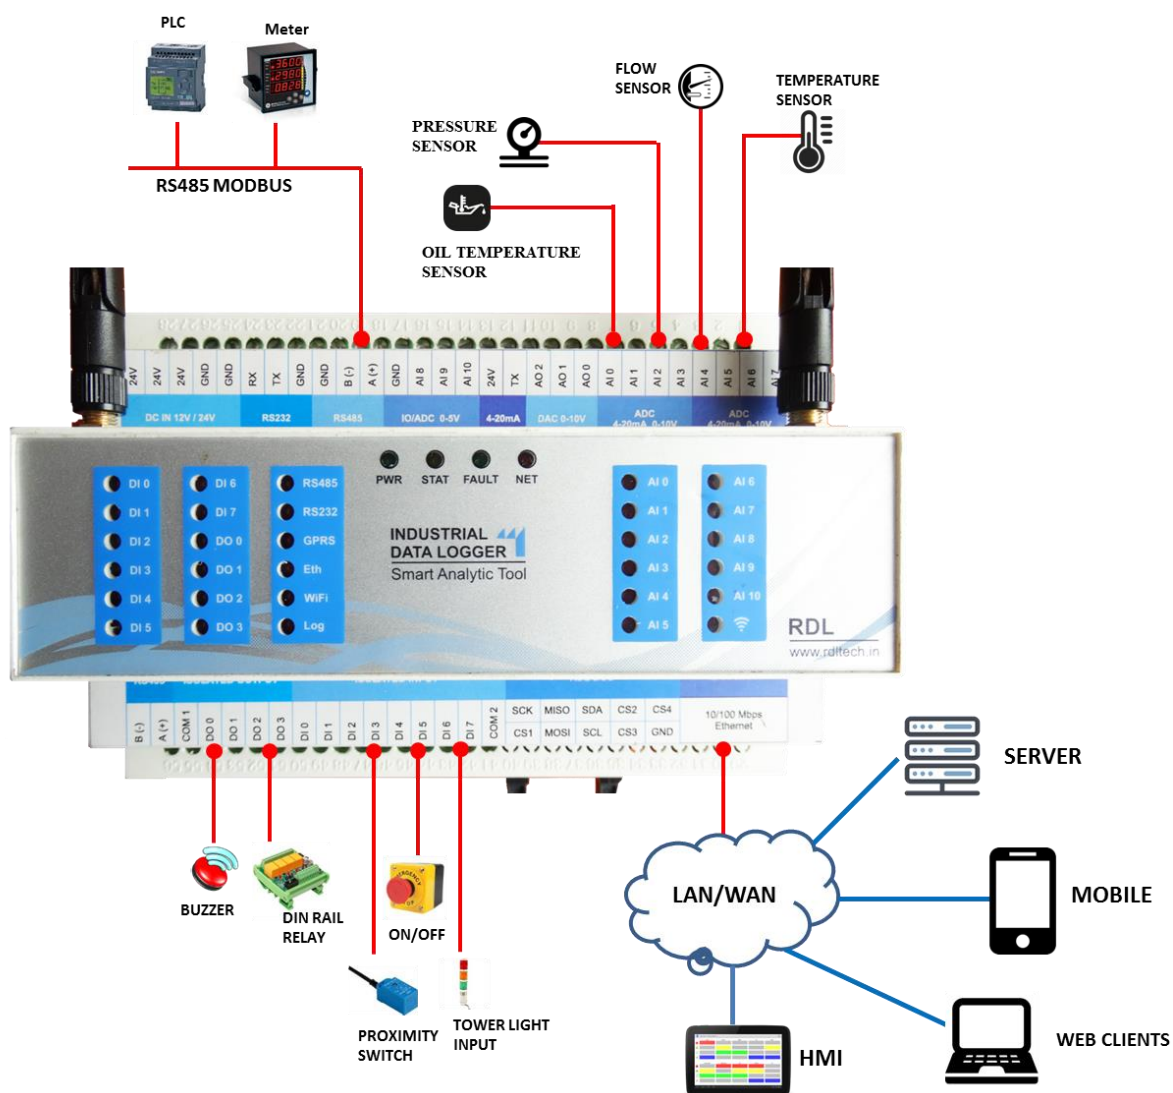 PLC
Meter
3600
2980
0828
FLOW
SENSOR
TEMPERATURE
SENSOR
PRESSURE
SENSOR
RS485 MODBUS
OIL TEMPERATURE
SENSOR
24V
24V
24V
GND
GND
RX
TX
GND
GND
B (-)
A (+)
GND
AI 8
AI 9
AI 10
24V
TX
AO 2
AO 1
AO 0
AI 0
AI 1
AI 2
AI 3
AI 4
AI 5
AI 6
AI 7
DC IN 12V / 24V
RS232
RS485
IO/ADC 0-5V
4-20mA
DAC 0-10V
ADC
4-20mA 0-10V
ADC
4-20mA 0-10V
PWR
STAT
FAULT
NET
DI 0
DI 1
DI 2
DI 3
DI 4
DI 5
DI 6
DI 7
DO 0
DO 1
DO 2
DO 3
RS485
RS232
GPRS
Eth
WiFi
Log
INDUSTRIAL
DATA LOGGER
Smart Analytic Tool
AI 0
AI 1
AI 2
AI 3
AI 4
AI 5
AI 6
AI 7
AI 8
AI 9
AI 10
RDL
www.rdltech.in
B (-)
A (+)
COM 1
DO 0
DO 1
DO 2
DO 3
DI 0
DI 1
DI 2
DI 3
DI 4
DI 5
DI 6
DI 7
COM 2
SCK
MISO
SDA
CS2
CS4
CS1
MOSI
SCL
CS3
GND
10/100 Mbps
Ethernet
BUZZER
DIN RAIL
RELAY
EMERGENCY
ON/OFF
PROXIMITY
SWITCH
TOWER LIGHT
INPUT
LAN/WAN
SERVER
MOBILE
WEB CLIENTS
HMI